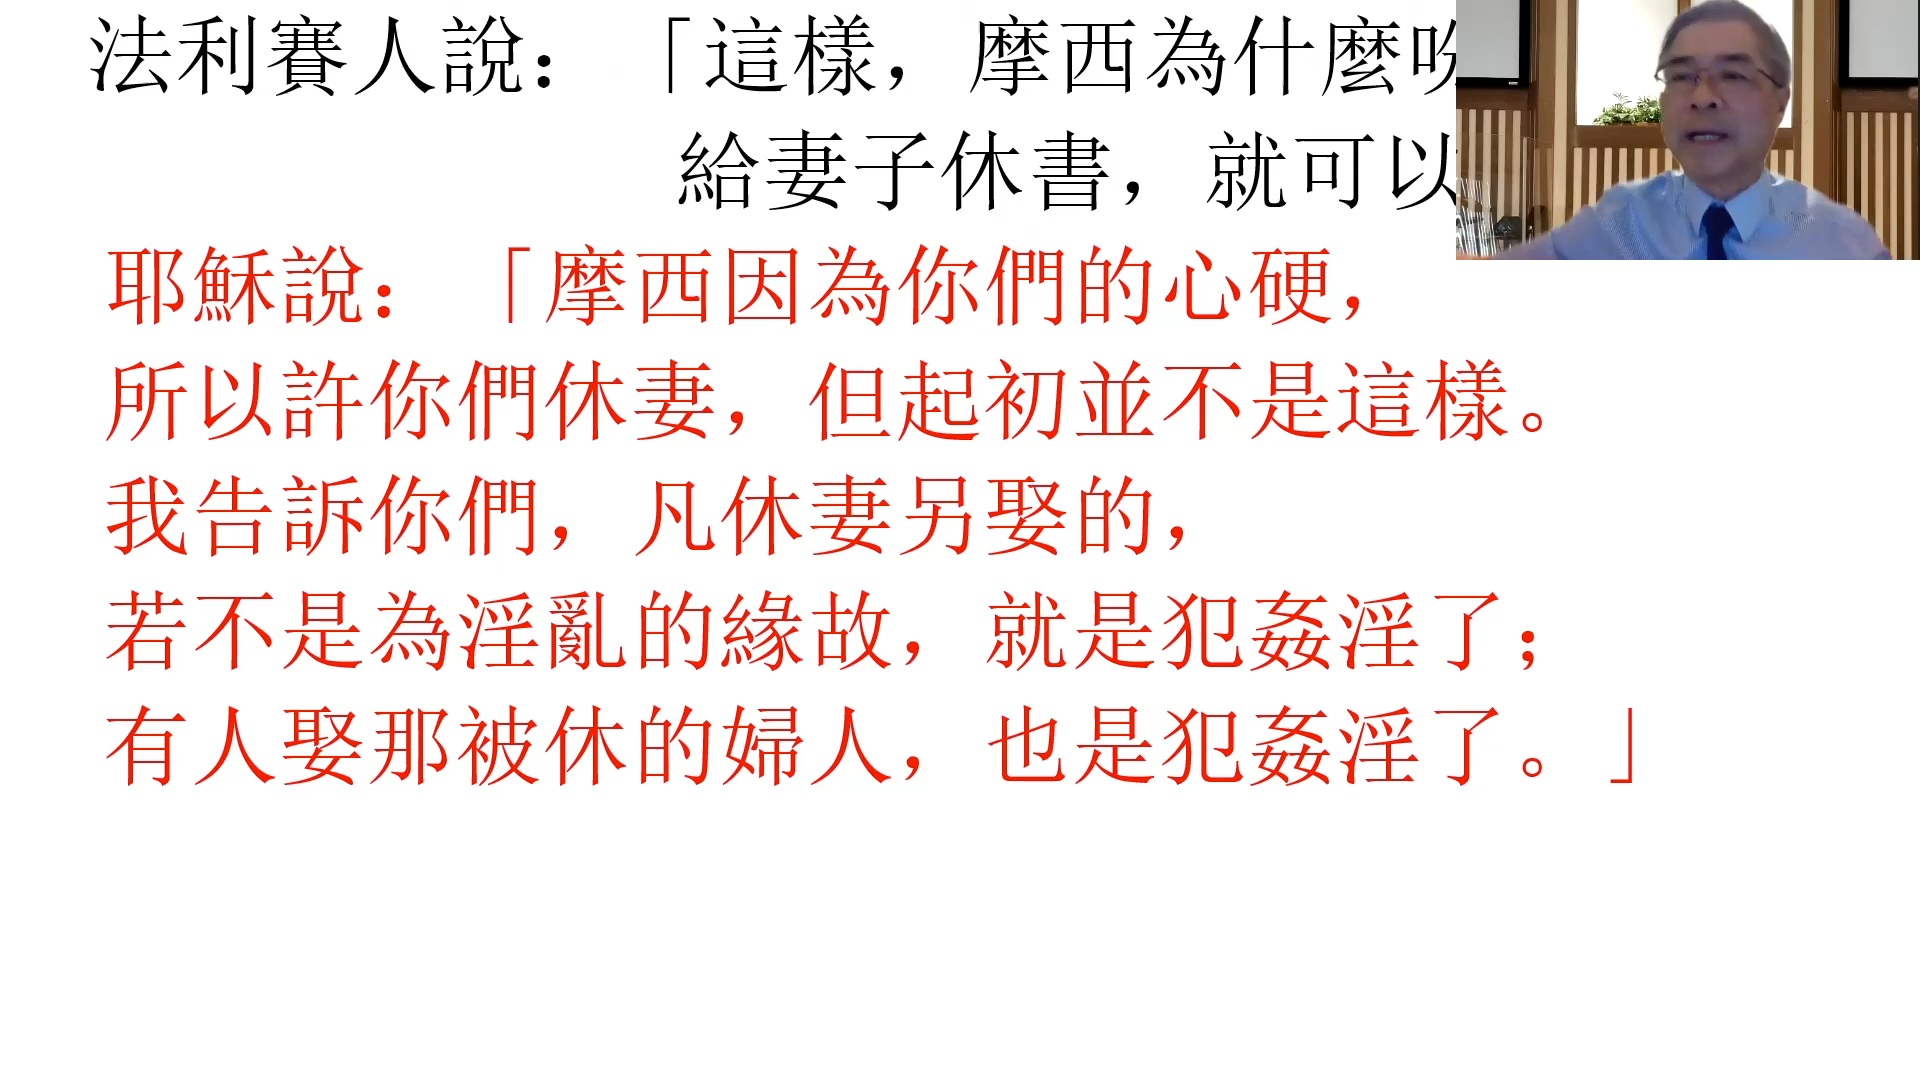 法利賽人說：「這樣，摩西為什麼
給妻子休書，就可以
耶穌說：「摩西因為你們的心硬，
所以許你們休妻，但起初並不是這樣。
我告訴你們，凡休妻另娶的，
若不是為淫亂的緣故，就是犯姦淫了；
有人娶那被休的婦人，也是犯姦淫了。」